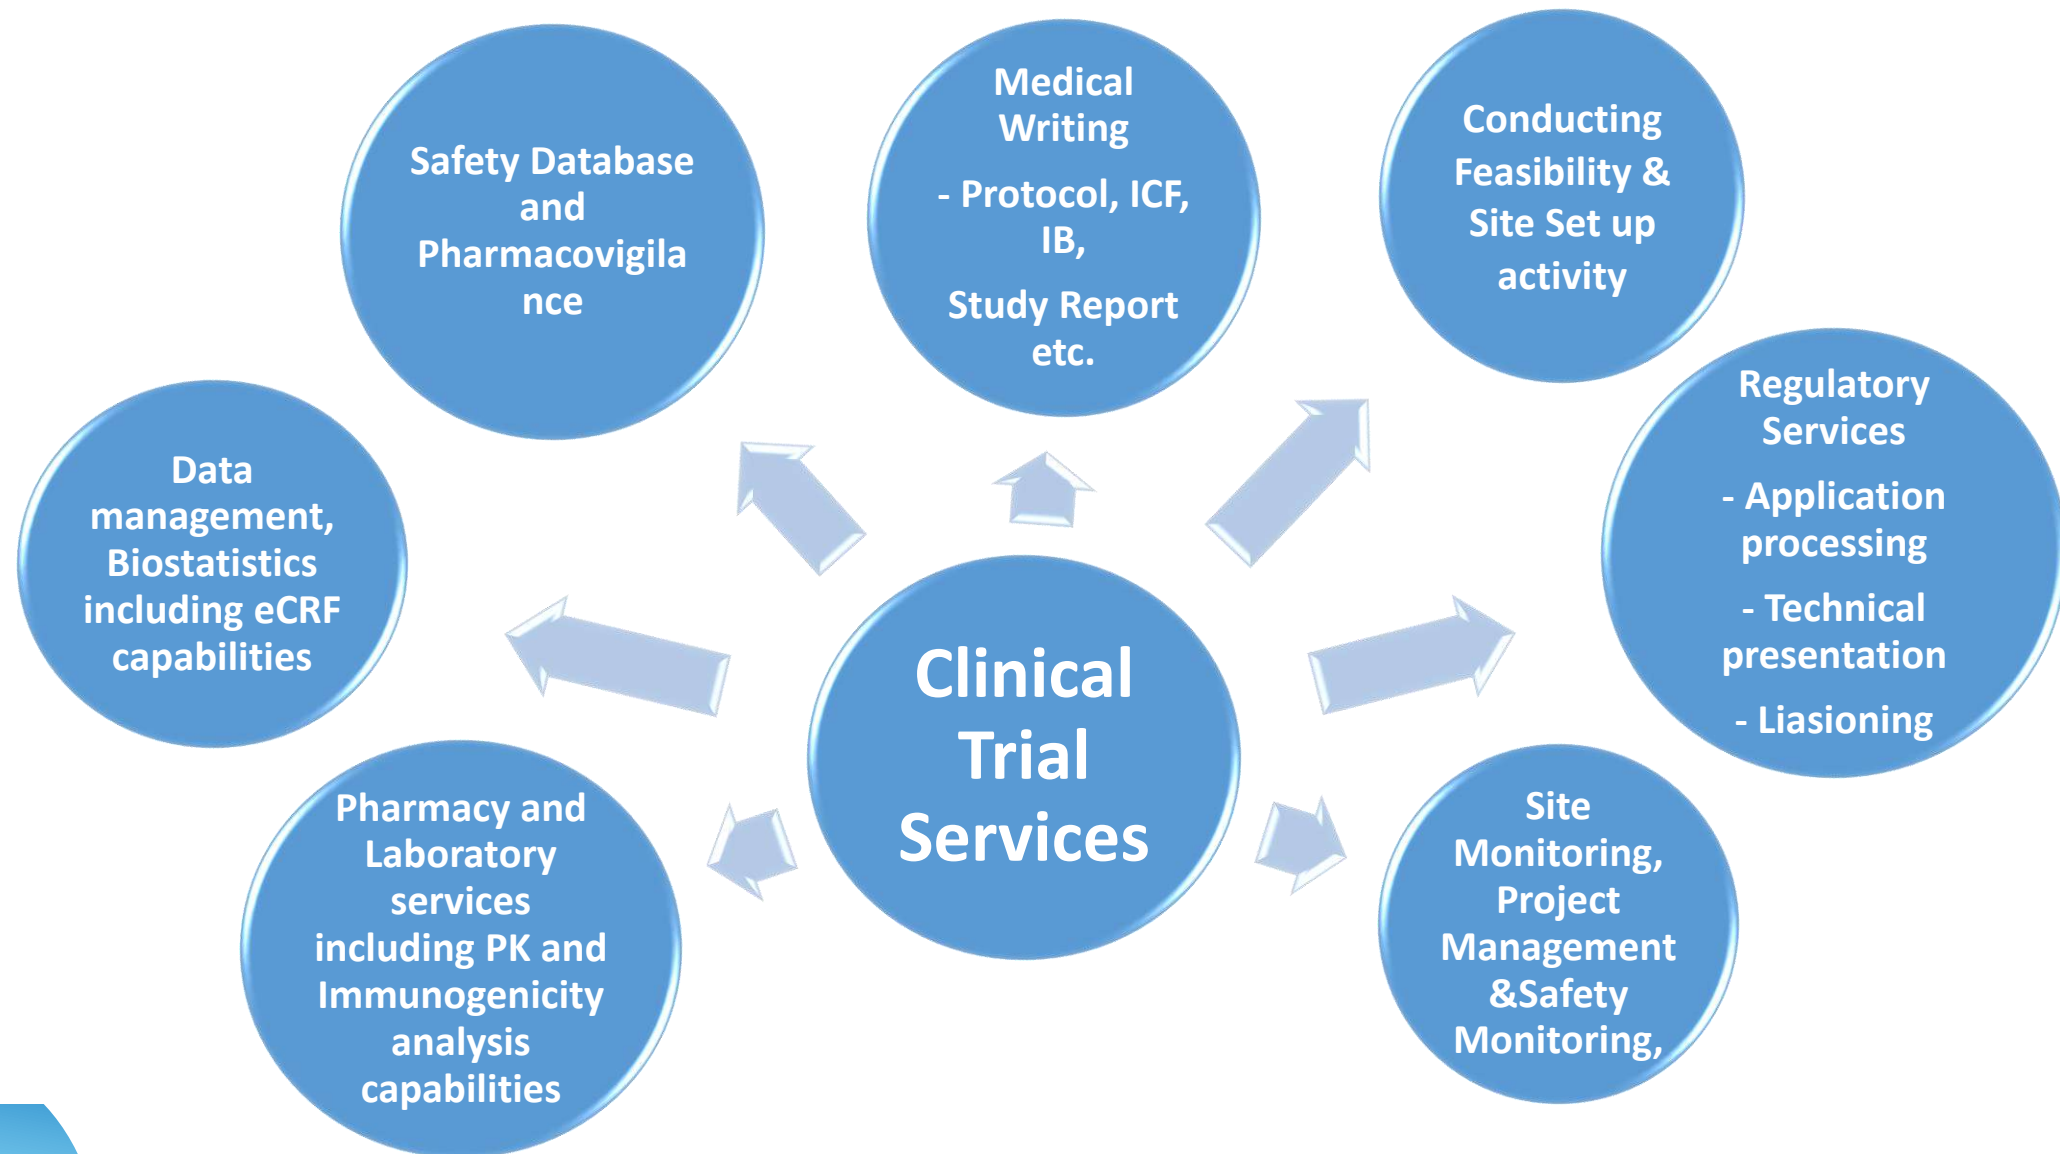 Medical
Writing
- Protocol, ICF,
IB,
Study Report
etc.
Conducting
Feasibility &
Site Set up
activity
Regulatory
Services
- Application
processing
- Technical
presentation
- Liasioning
Site
Monitoring,
Project
Management
&Safety
Monitoring,
Pharmacy and
Laboratory
services
including PK and
Immunogenicity
analysis
capabilities
Data
management,
Biostatistics
including eCRF
capabilities
Safety Database
and
Pharmacovigila
nce
Clinical
Trial
Services